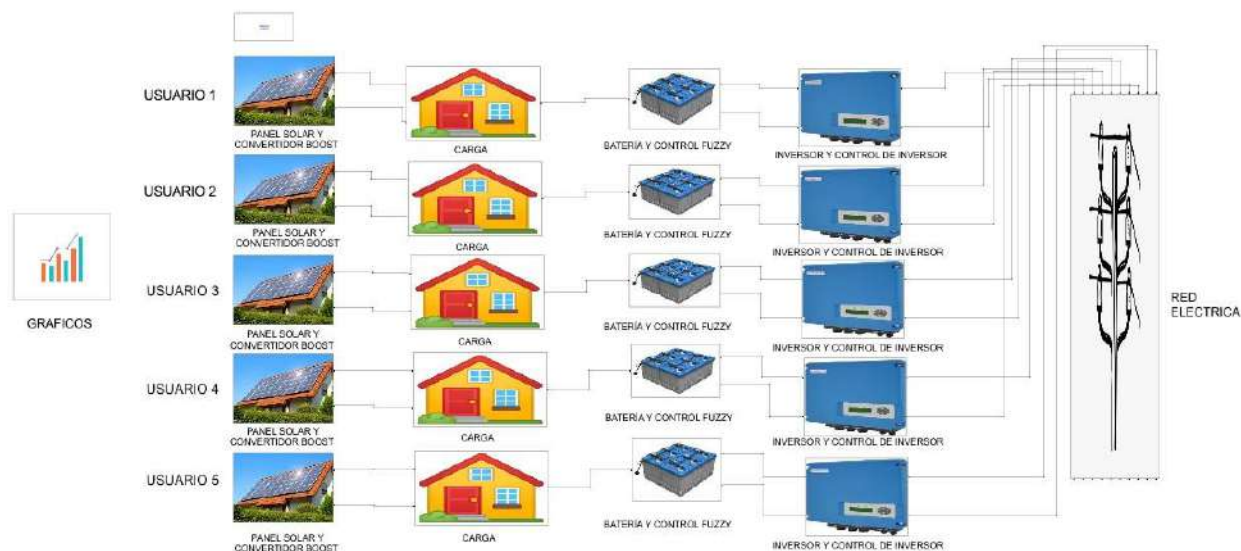 USUARIO 1
PANEL SOLAR Y
CONVERTIDOR BOOST
CARGA
BATERÍA Y CONTROL FUZZY
INVERSOR Y CONTROL DE INVERSOR
USUARIO 2
PANEL SOLAR Y
CONVERTIDOR BOOST
CARGA
BATERÍA Y CONTROL FUZZY
INVERSOR Y CONTROL DE INVERSOR
USUARIO 3
PANEL SOLAR Y
CONVERTIDOR BOOST
CARGA
BATERÍA Y CONTROL FUZZY
INVERSOR Y CONTROL DE INVERSOR
USUARIO 4
PANEL SOLAR Y
CONVERTIDOR BOOST
CARGA
BATERÍA Y CONTROL FUZZY
INVERSOR Y CONTROL DE INVERSOR
USUARIO 5
PANEL SOLAR Y
CONVERTIDOR BOOST
CARGA
BATERÍA Y CONTROL FUZZY
INVERSOR Y CONTROL DE INVERSOR
GRAFICOS
RED
ELECTRICA